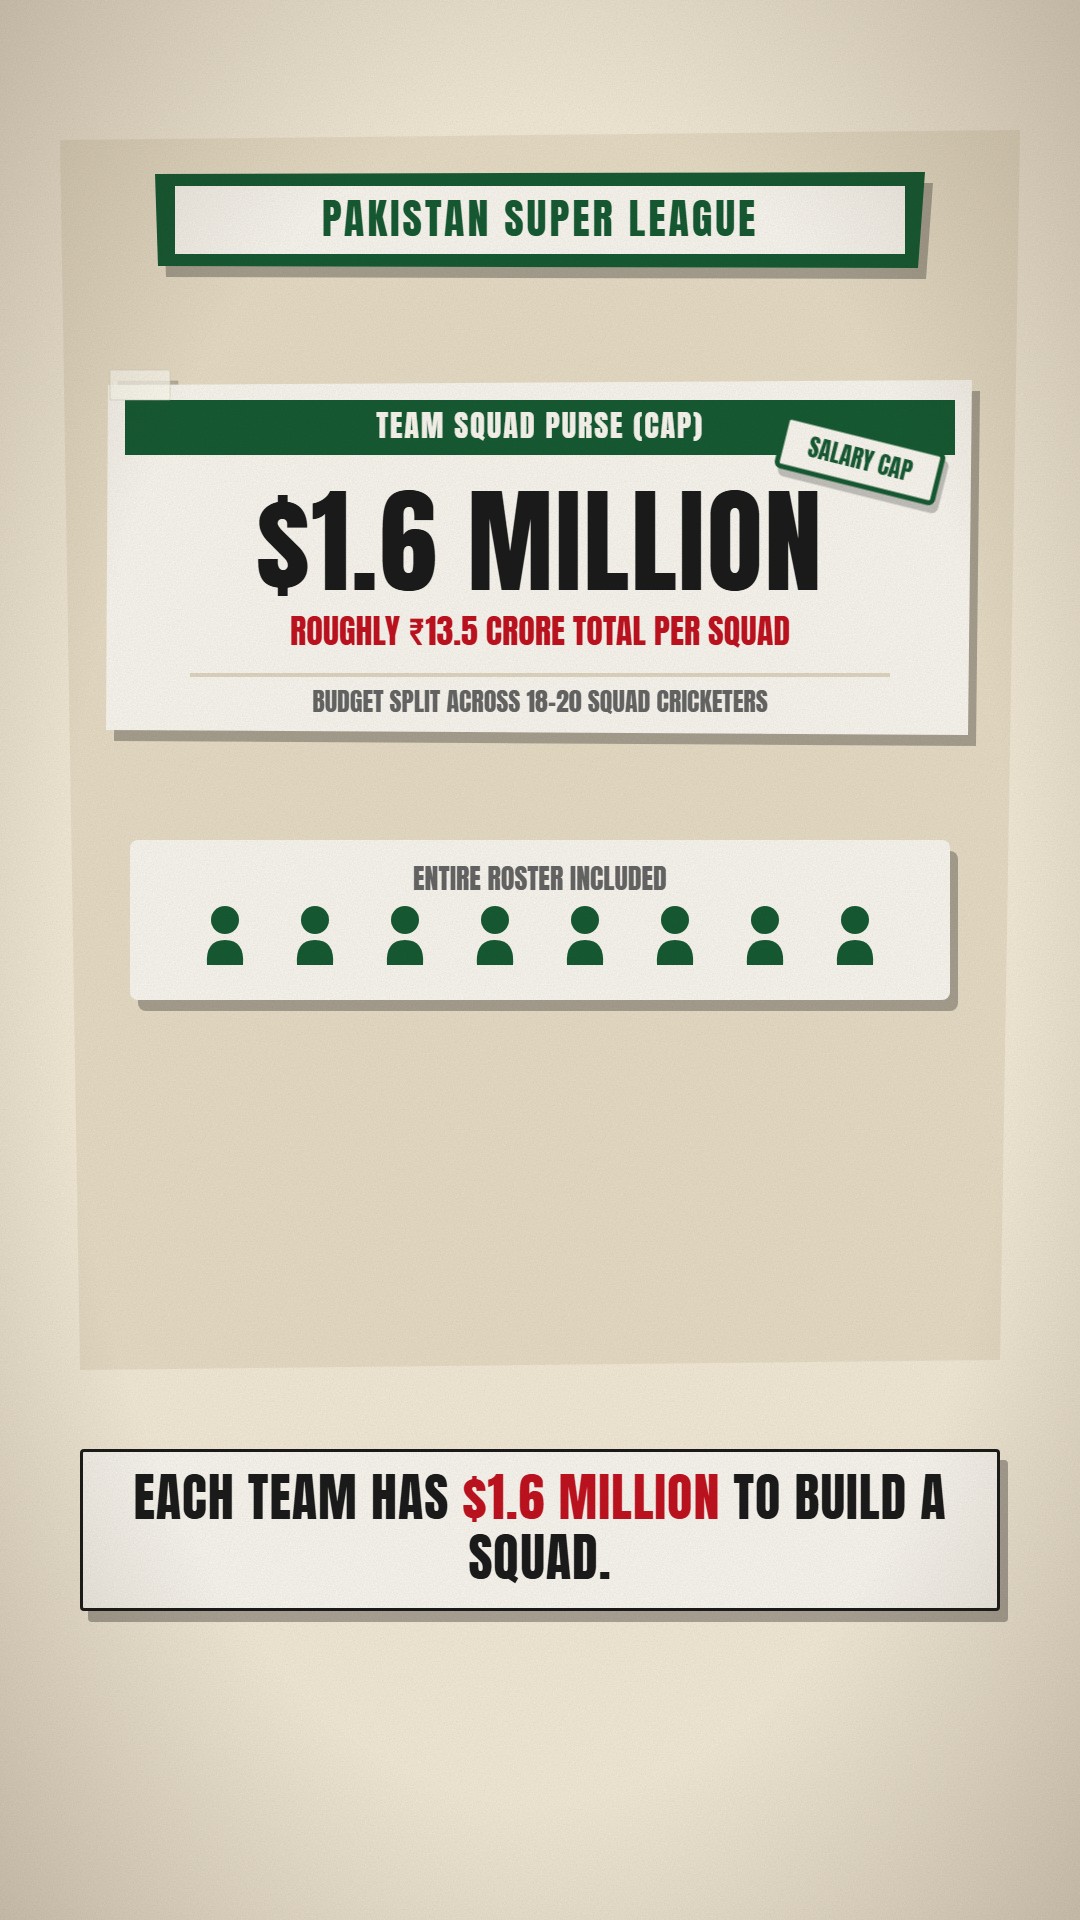 PAKISTAN SUPER LEAGUE
TEAM SQUAD PURSE (CAP)
SALARY CAP
$1.6 MILLION
ROUGHLY ₹13.5 CRORE TOTAL PER SQUAD
BUDGET SPLIT ACROSS 18-20 SQUAD CRICKETERS
ENTIRE ROSTER INCLUDED
EACH TEAM HAS $1.6 MILLION TO BUILD A
SQUAD.